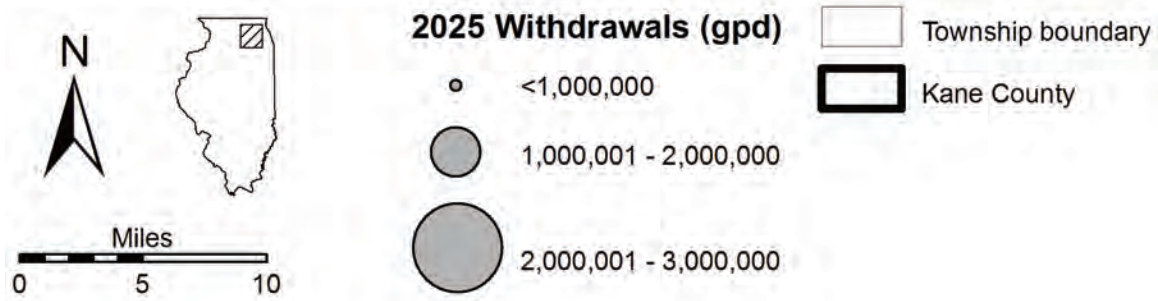 N
Miles
0 5 10
2025 Withdrawals (gpd)
<1,000,000
1,000,001 - 2,000,000
2,000,001 - 3,000,000
Township boundary
Kane County